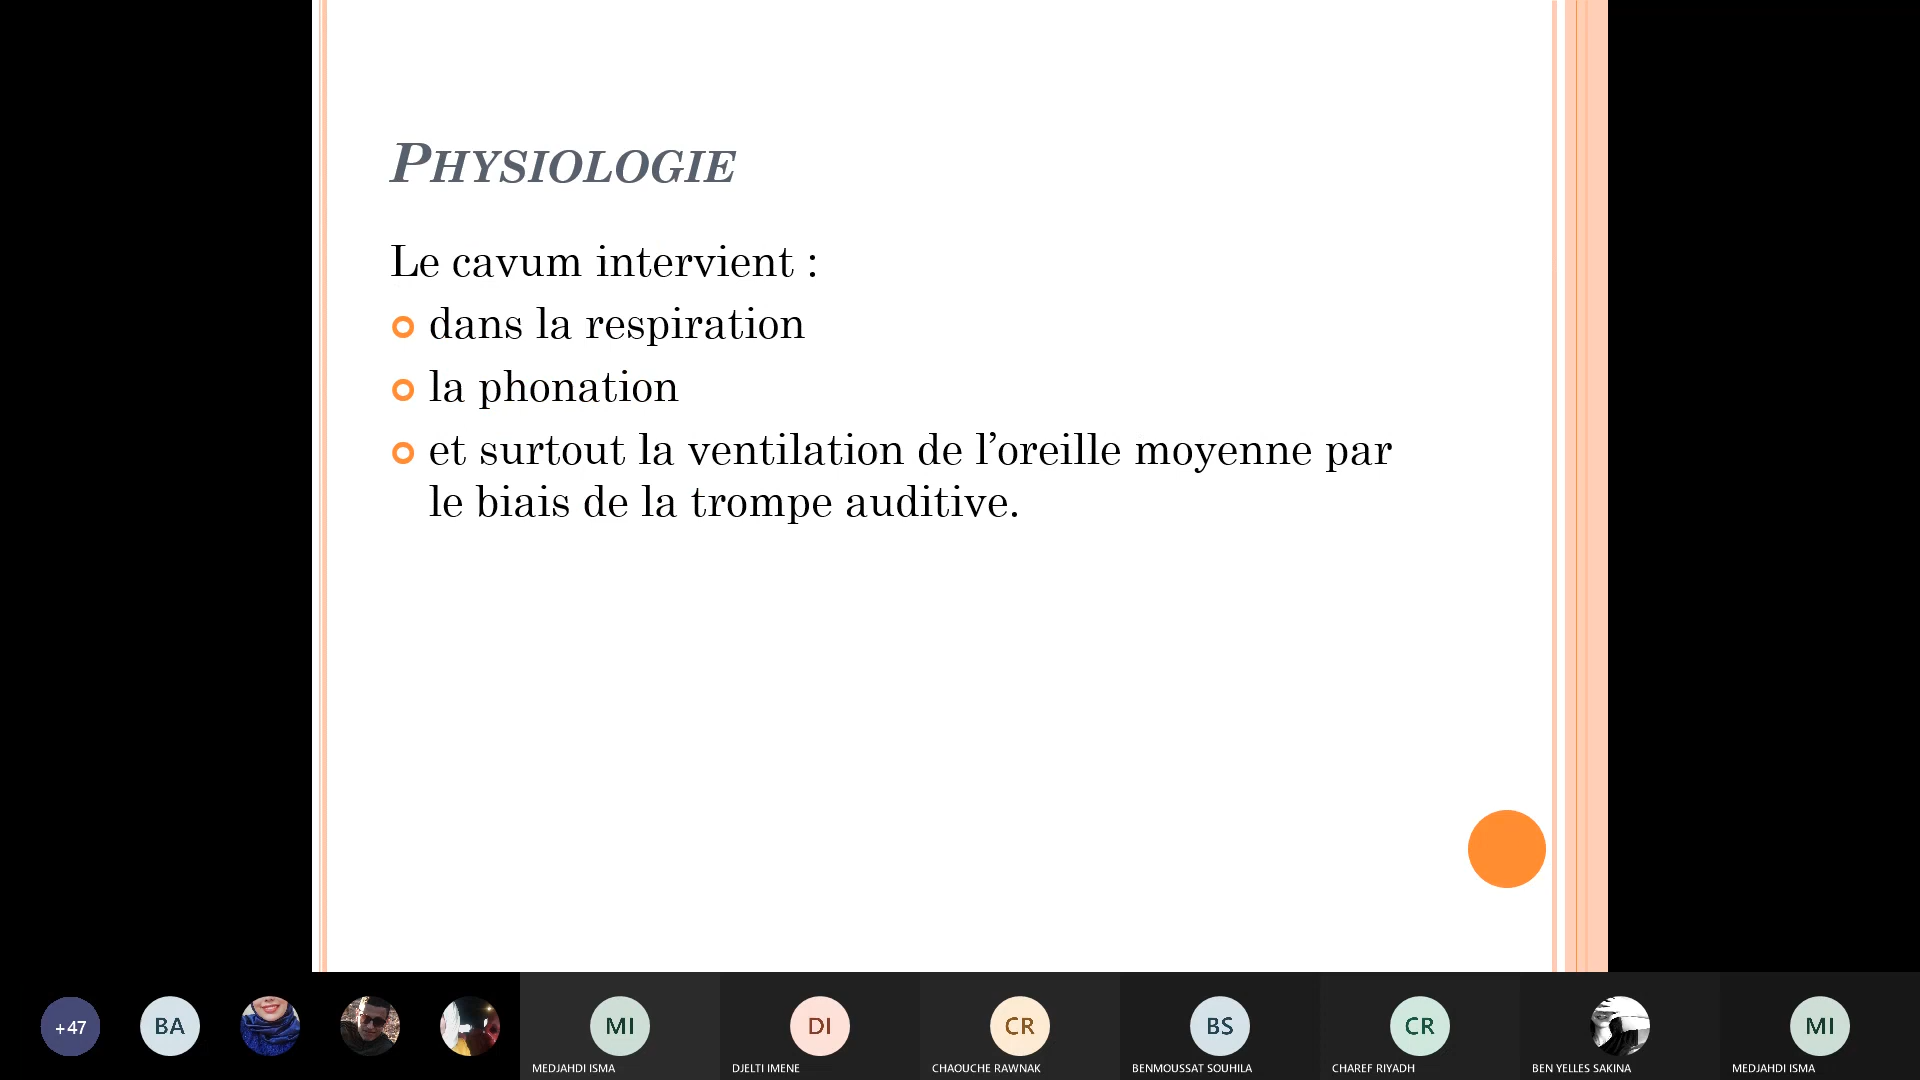 PHYSIOLOGIE
Le cavum intervient :
dans la respiration
la phonation
et surtout la ventilation de l’oreille moyenne par
le biais de la trompe auditive.
+47
BA
MI
DI
CR
BS
CR
MI
MEDJAHDI ISMA
DJELTI IMENE
CHAOUCHE RAWNAK
BENMOUSSAT SOUHILA
CHAREF RIYADH
BEN YELLES SAKINA
MEDJAHDI ISMA